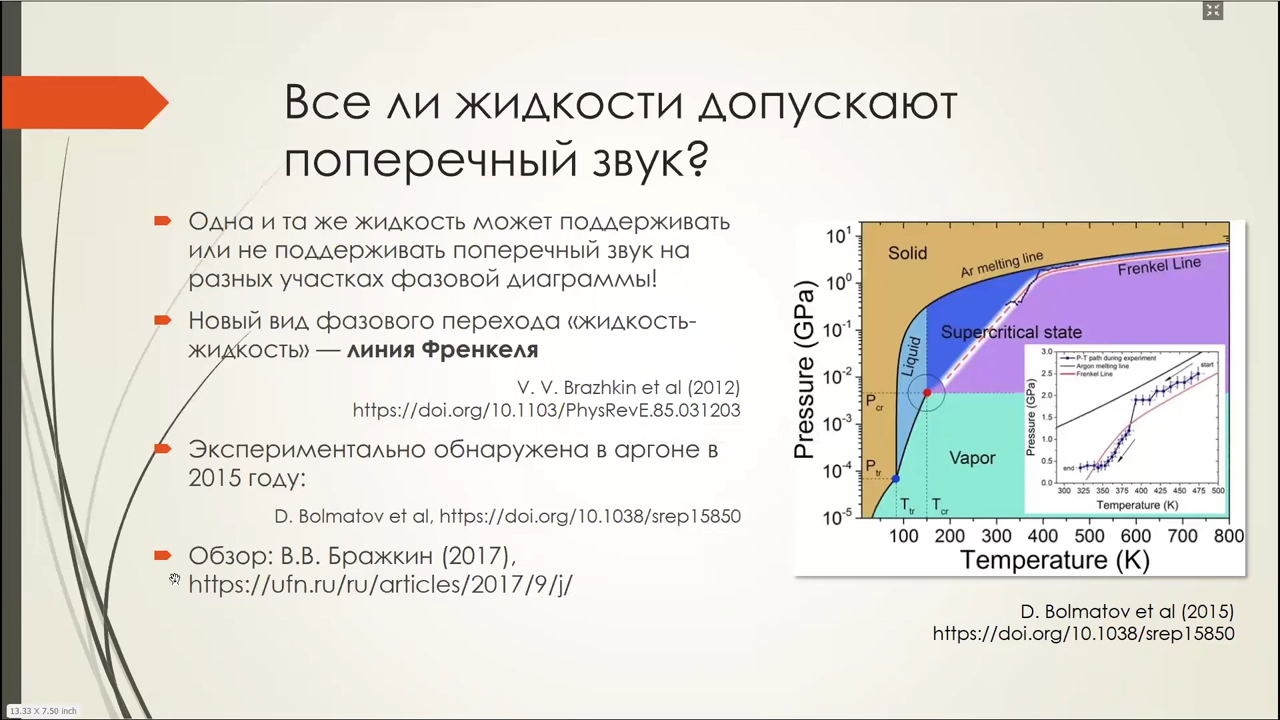 Все ли жидкости допускают
поперечный звук?
Одна и та же жидкость может поддерживать
или не поддерживать поперечный звук на
разных участках фазовой диаграммы!
Новый вид фазового перехода «жидкость-
жидкость» — линия Френкеля
V. V. Brazhkin et al (2012)
https://doi.org/10.1103/PhysRevE.85.031203
Экспериментально обнаружена в аргоне в
2015 году:
D. Bolmatov et al, https://doi.org/10.1038/srep15850
Обзор: В.В. Бражкин (2017),
https://ufn.ru/ru/articles/2017/9/j/
Pressure (GPa)
10¹
10⁰
10⁻¹
10⁻²
10⁻³
10⁻⁴
10⁻⁵
Solid
Ar melting line
Frenkel Line
Supercritical state
Liquid
Vapor
Pcr
Ptr
Ttr
Tcr
100 200 300 400 500 600 700 800
Temperature (K)
P-T path during experiment
Argon melting line
Frenkel Line
start
end
Pressure (GPa)
3.0
2.5
2.0
1.5
1.0
0.5
0.0
300 325 350 375 400 425 450 475 500
Temperature (K)
D. Bolmatov et al (2015)
https://doi.org/10.1038/srep15850
13.33 X 7.50 inch